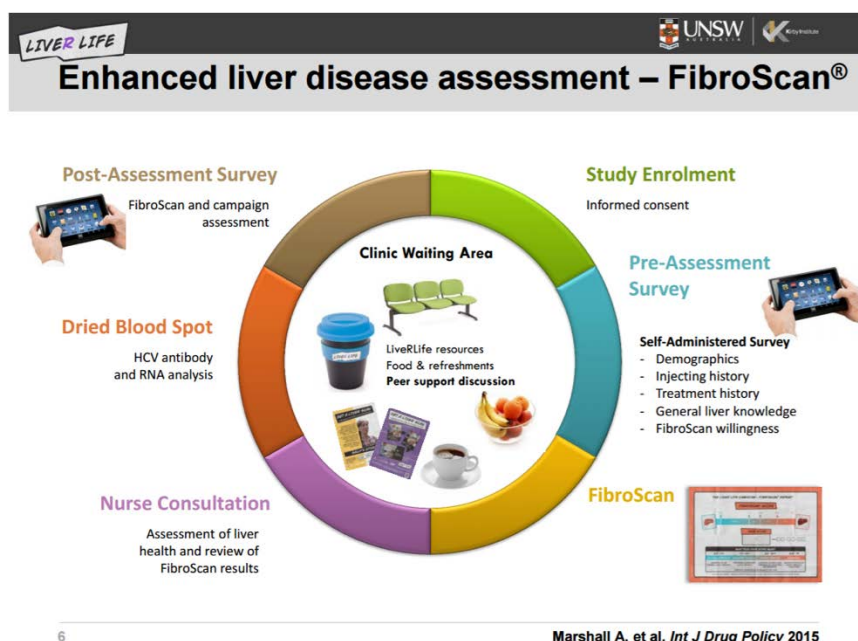 LIVER LIFE
UNSW
AUSTRALIA
Kirby Institute
Enhanced liver disease assessment – FibroScan®
Study Enrolment
Informed consent
Pre-Assessment
Survey
Self-Administered Survey
- Demographics
- Injecting history
- Treatment history
- General liver knowledge
- FibroScan willingness
FibroScan
Nurse Consultation
Assessment of liver
health and review of
FibroScan results
Dried Blood Spot
HCV antibody
and RNA analysis
Post-Assessment Survey
FibroScan and campaign
assessment
Clinic Waiting Area
LiveRLife resources
Food & refreshments
Peer support discussion
LIVER LIFE
6
Marshall A, et al. Int J Drug Policy 2015